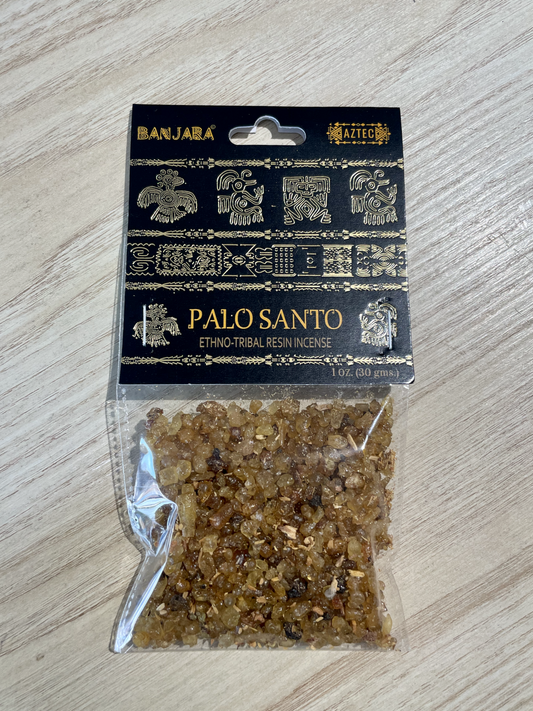 BANJARA®
AZTEC
PALO SANTO
ETHNO-TRIBAL RESIN INCENSE
1 OZ. (30 gms.)